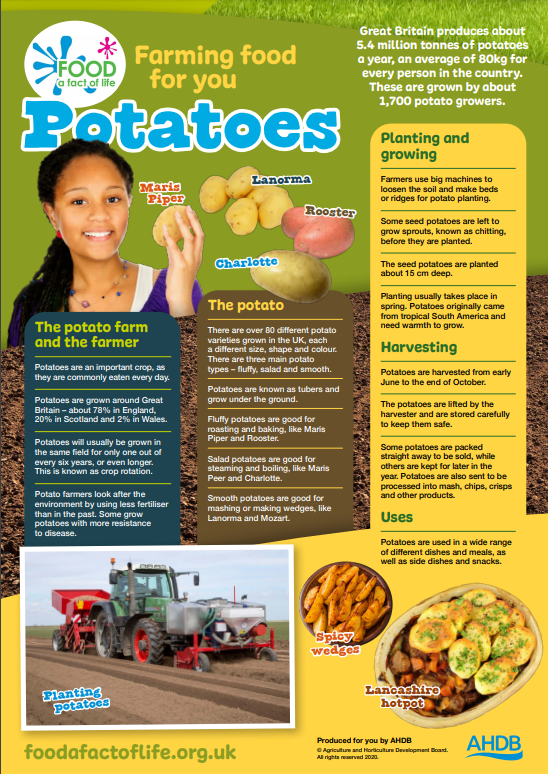 FOOD
a fact of life
Farming food
for you
Potatoes
Great Britain produces about
5.4 million tonnes of potatoes
a year, an average of 80kg for
every person in the country.
These are grown by about
1,700 potato growers.
Maris
Piper
Lanorma
Rooster
Charlotte
The potato farm
and the farmer
Potatoes are an important crop, as
they are commonly eaten every day.
Potatoes are grown around Great
Britain – about 78% in England,
20% in Scotland and 2% in Wales.
Potatoes will usually be grown in
the same field for only one out of
every six years, or even longer.
This is known as crop rotation.
Potato farmers look after the
environment by using less fertiliser
than in the past. Some grow
potatoes with more resistance
to disease.
The potato
There are over 80 different potato
varieties grown in the UK, each
a different size, shape and colour.
There are three main potato
types – fluffy, salad and smooth.
Potatoes are known as tubers and
grow under the ground.
Fluffy potatoes are good for
roasting and baking, like Maris
Piper and Rooster.
Salad potatoes are good for
steaming and boiling, like Maris
Peer and Charlotte.
Smooth potatoes are good for
mashing or making wedges, like
Lanorma and Mozart.
Planting and
growing
Farmers use big machines to
loosen the soil and make beds
or ridges for potato planting.
Some seed potatoes are left to
grow sprouts, known as chitting,
before they are planted.
The seed potatoes are planted
about 15 cm deep.
Planting usually takes place in
spring. Potatoes originally came
from tropical South America and
need warmth to grow.
Harvesting
Potatoes are harvested from early
June to the end of October.
The potatoes are lifted by the
harvester and are stored carefully
to keep them safe.
Some potatoes are packed
straight away to be sold, while
others are kept for later in the
year. Potatoes are also sent to be
processed into mash, chips, crisps
and other products.
Uses
Potatoes are used in a wide range
of different dishes and meals, as
well as side dishes and snacks.
Planting
potatoes
Spicy
wedges
Lancashire
hotpot
foodafactoflife.org.uk
Produced for you by AHDB
© Agriculture and Horticulture Development Board.
All rights reserved 2020.
AHDB